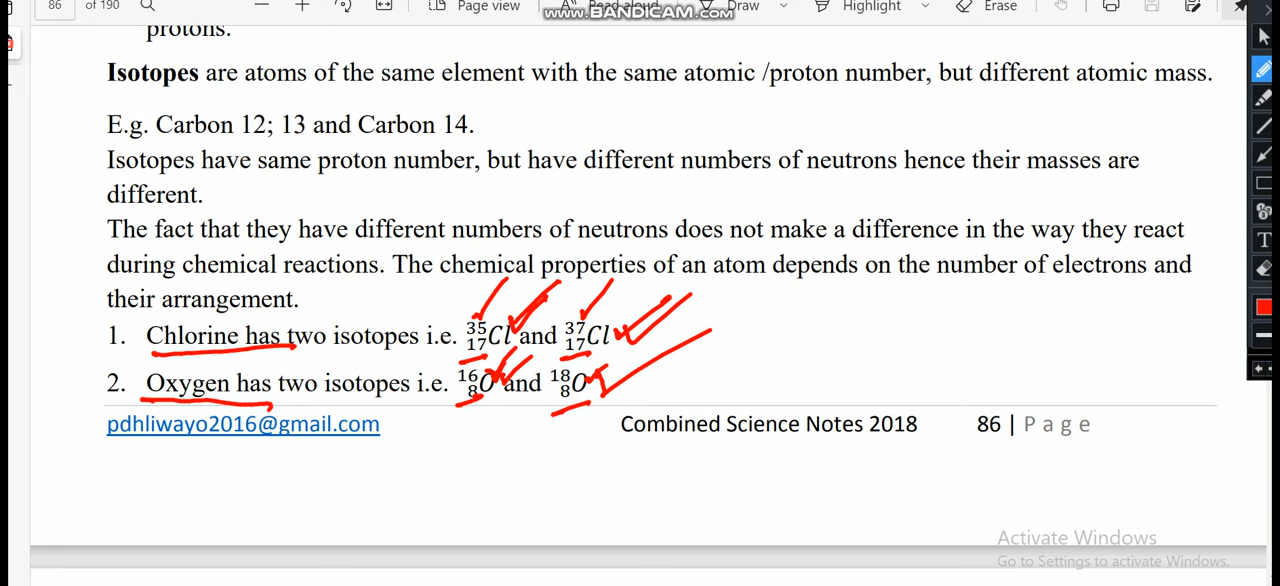 86 of 190 Page view Read aloud Draw Highlight Erase
www.BANDICAM.com
protons.
Isotopes are atoms of the same element with the same atomic /proton number, but different atomic mass.
E.g. Carbon 12; 13 and Carbon 14.
Isotopes have same proton number, but have different numbers of neutrons hence their masses are
different.
The fact that they have different numbers of neutrons does not make a difference in the way they react
during chemical reactions. The chemical properties of an atom depends on the number of electrons and
their arrangement.
1. Chlorine has two isotopes i.e. ³⁵₁₇Cl and ³⁷₁₇Cl
2. Oxygen has two isotopes i.e. ¹⁶₈O and ¹⁸₈O
pdhliwayo2016@gmail.com Combined Science Notes 2018 86 | Page
Activate Windows
Go to Settings to activate Windows.